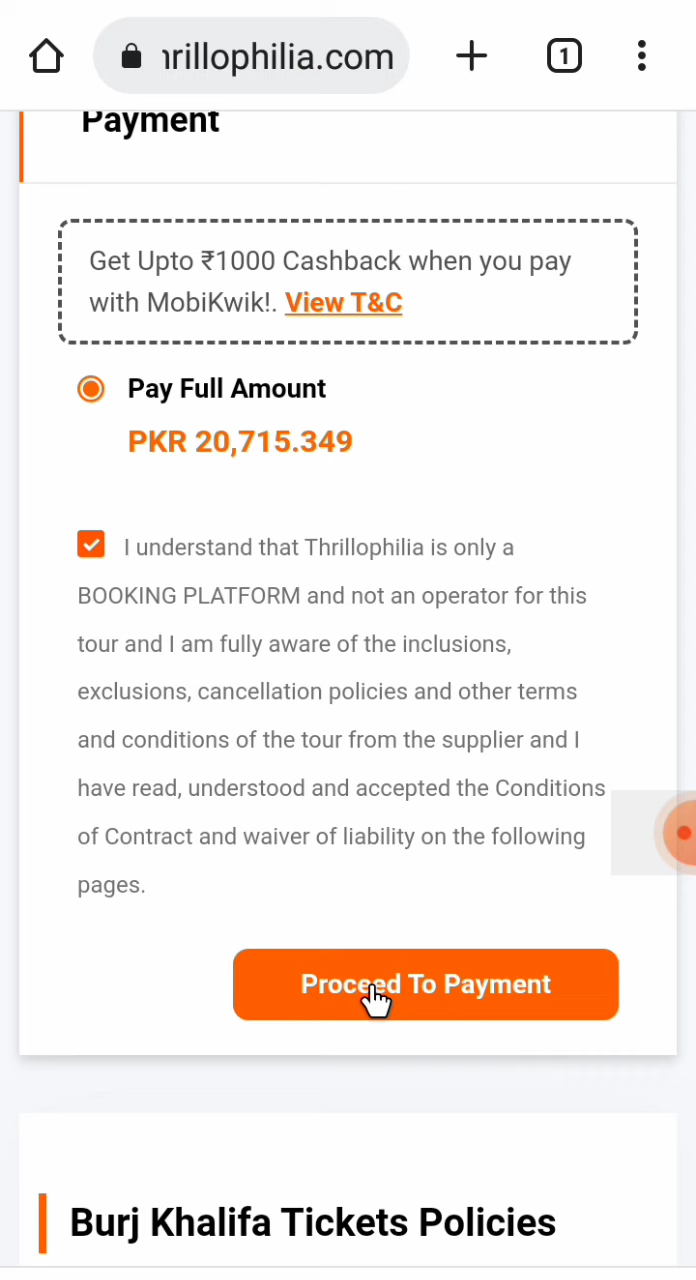 hrillophilia.com
1
Payment
Get Upto ₹1000 Cashback when you pay
with MobiKwik!. View T&C
Pay Full Amount
PKR 20,715.349
I understand that Thrillophilia is only a
BOOKING PLATFORM and not an operator for this
tour and I am fully aware of the inclusions,
exclusions, cancellation policies and other terms
and conditions of the tour from the supplier and I
have read, understood and accepted the Conditions
of Contract and waiver of liability on the following
pages.
Proceed To Payment
Burj Khalifa Tickets Policies